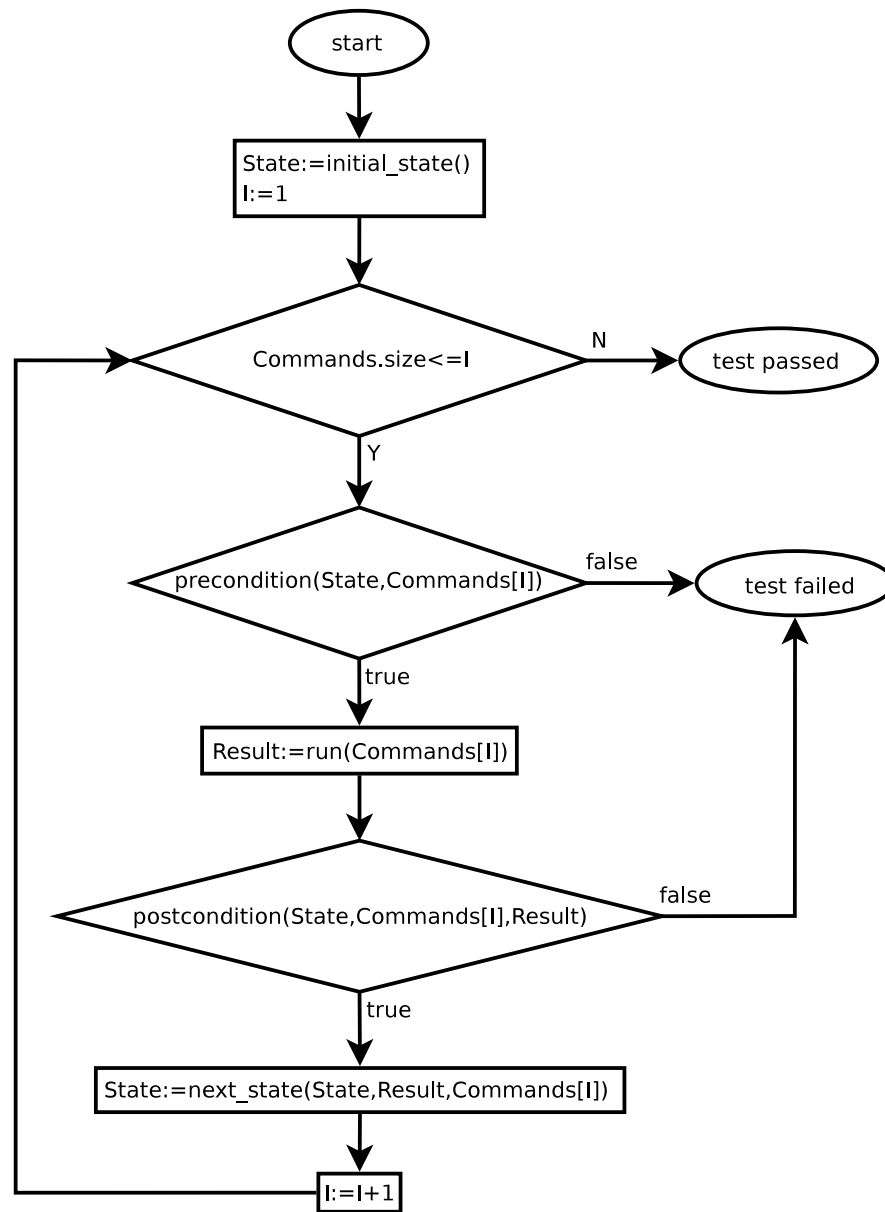 start
State:=initial_state()
I:=1
Commands.size<=I
N
test passed
Y
precondition(State,Commands[I])
false
test failed
true
Result:=run(Commands[I])
postcondition(State,Commands[I],Result)
false
true
State:=next_state(State,Result,Commands[I])
I:=I+1